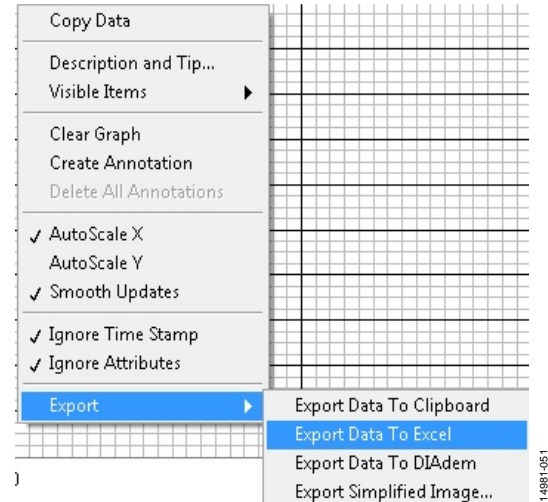 Copy Data
Description and Tip...
Visible Items
Clear Graph
Create Annotation
Delete All Annotations
✓ AutoScale X
AutoScale Y
✓ Smooth Updates
✓ Ignore Time Stamp
✓ Ignore Attributes
Export
Export Data To Clipboard
Export Data To Excel
Export Data To DIAdem
Export Simplified Image...
14981-051